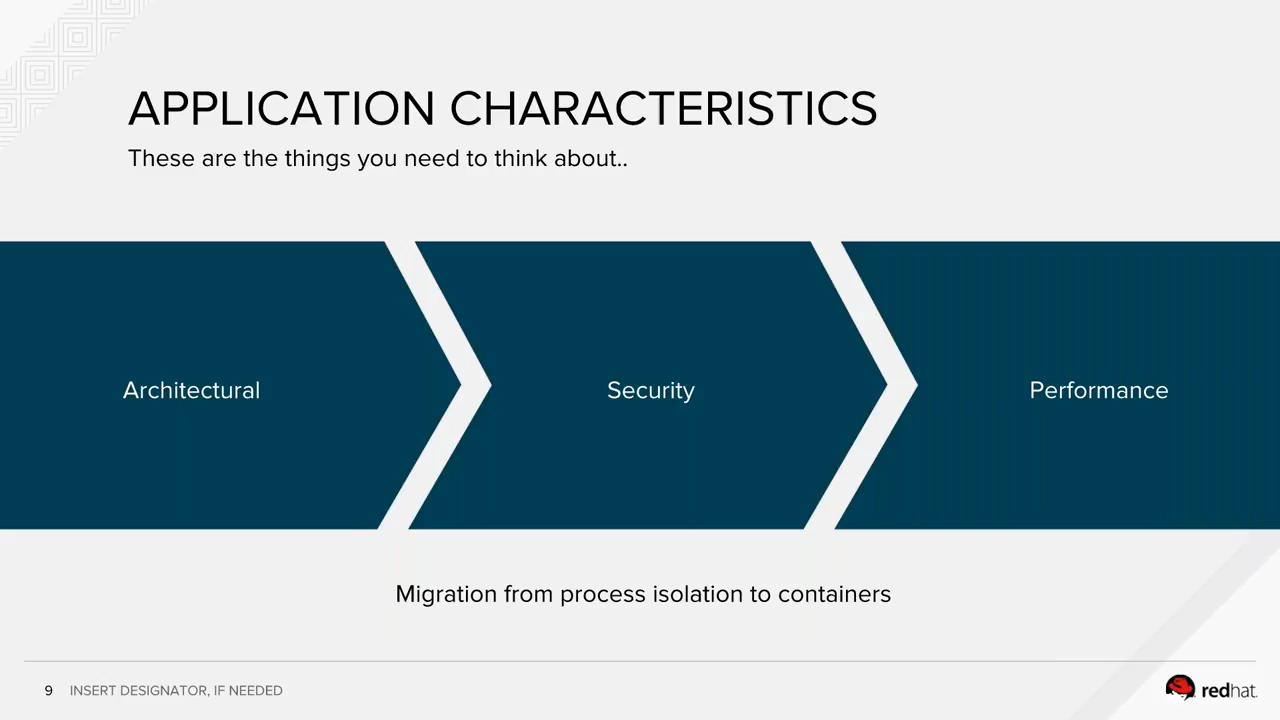 APPLICATION CHARACTERISTICS
These are the things you need to think about..
Architectural
Security
Performance
Migration from process isolation to containers
9 INSERT DESIGNATOR, IF NEEDED
redhat.